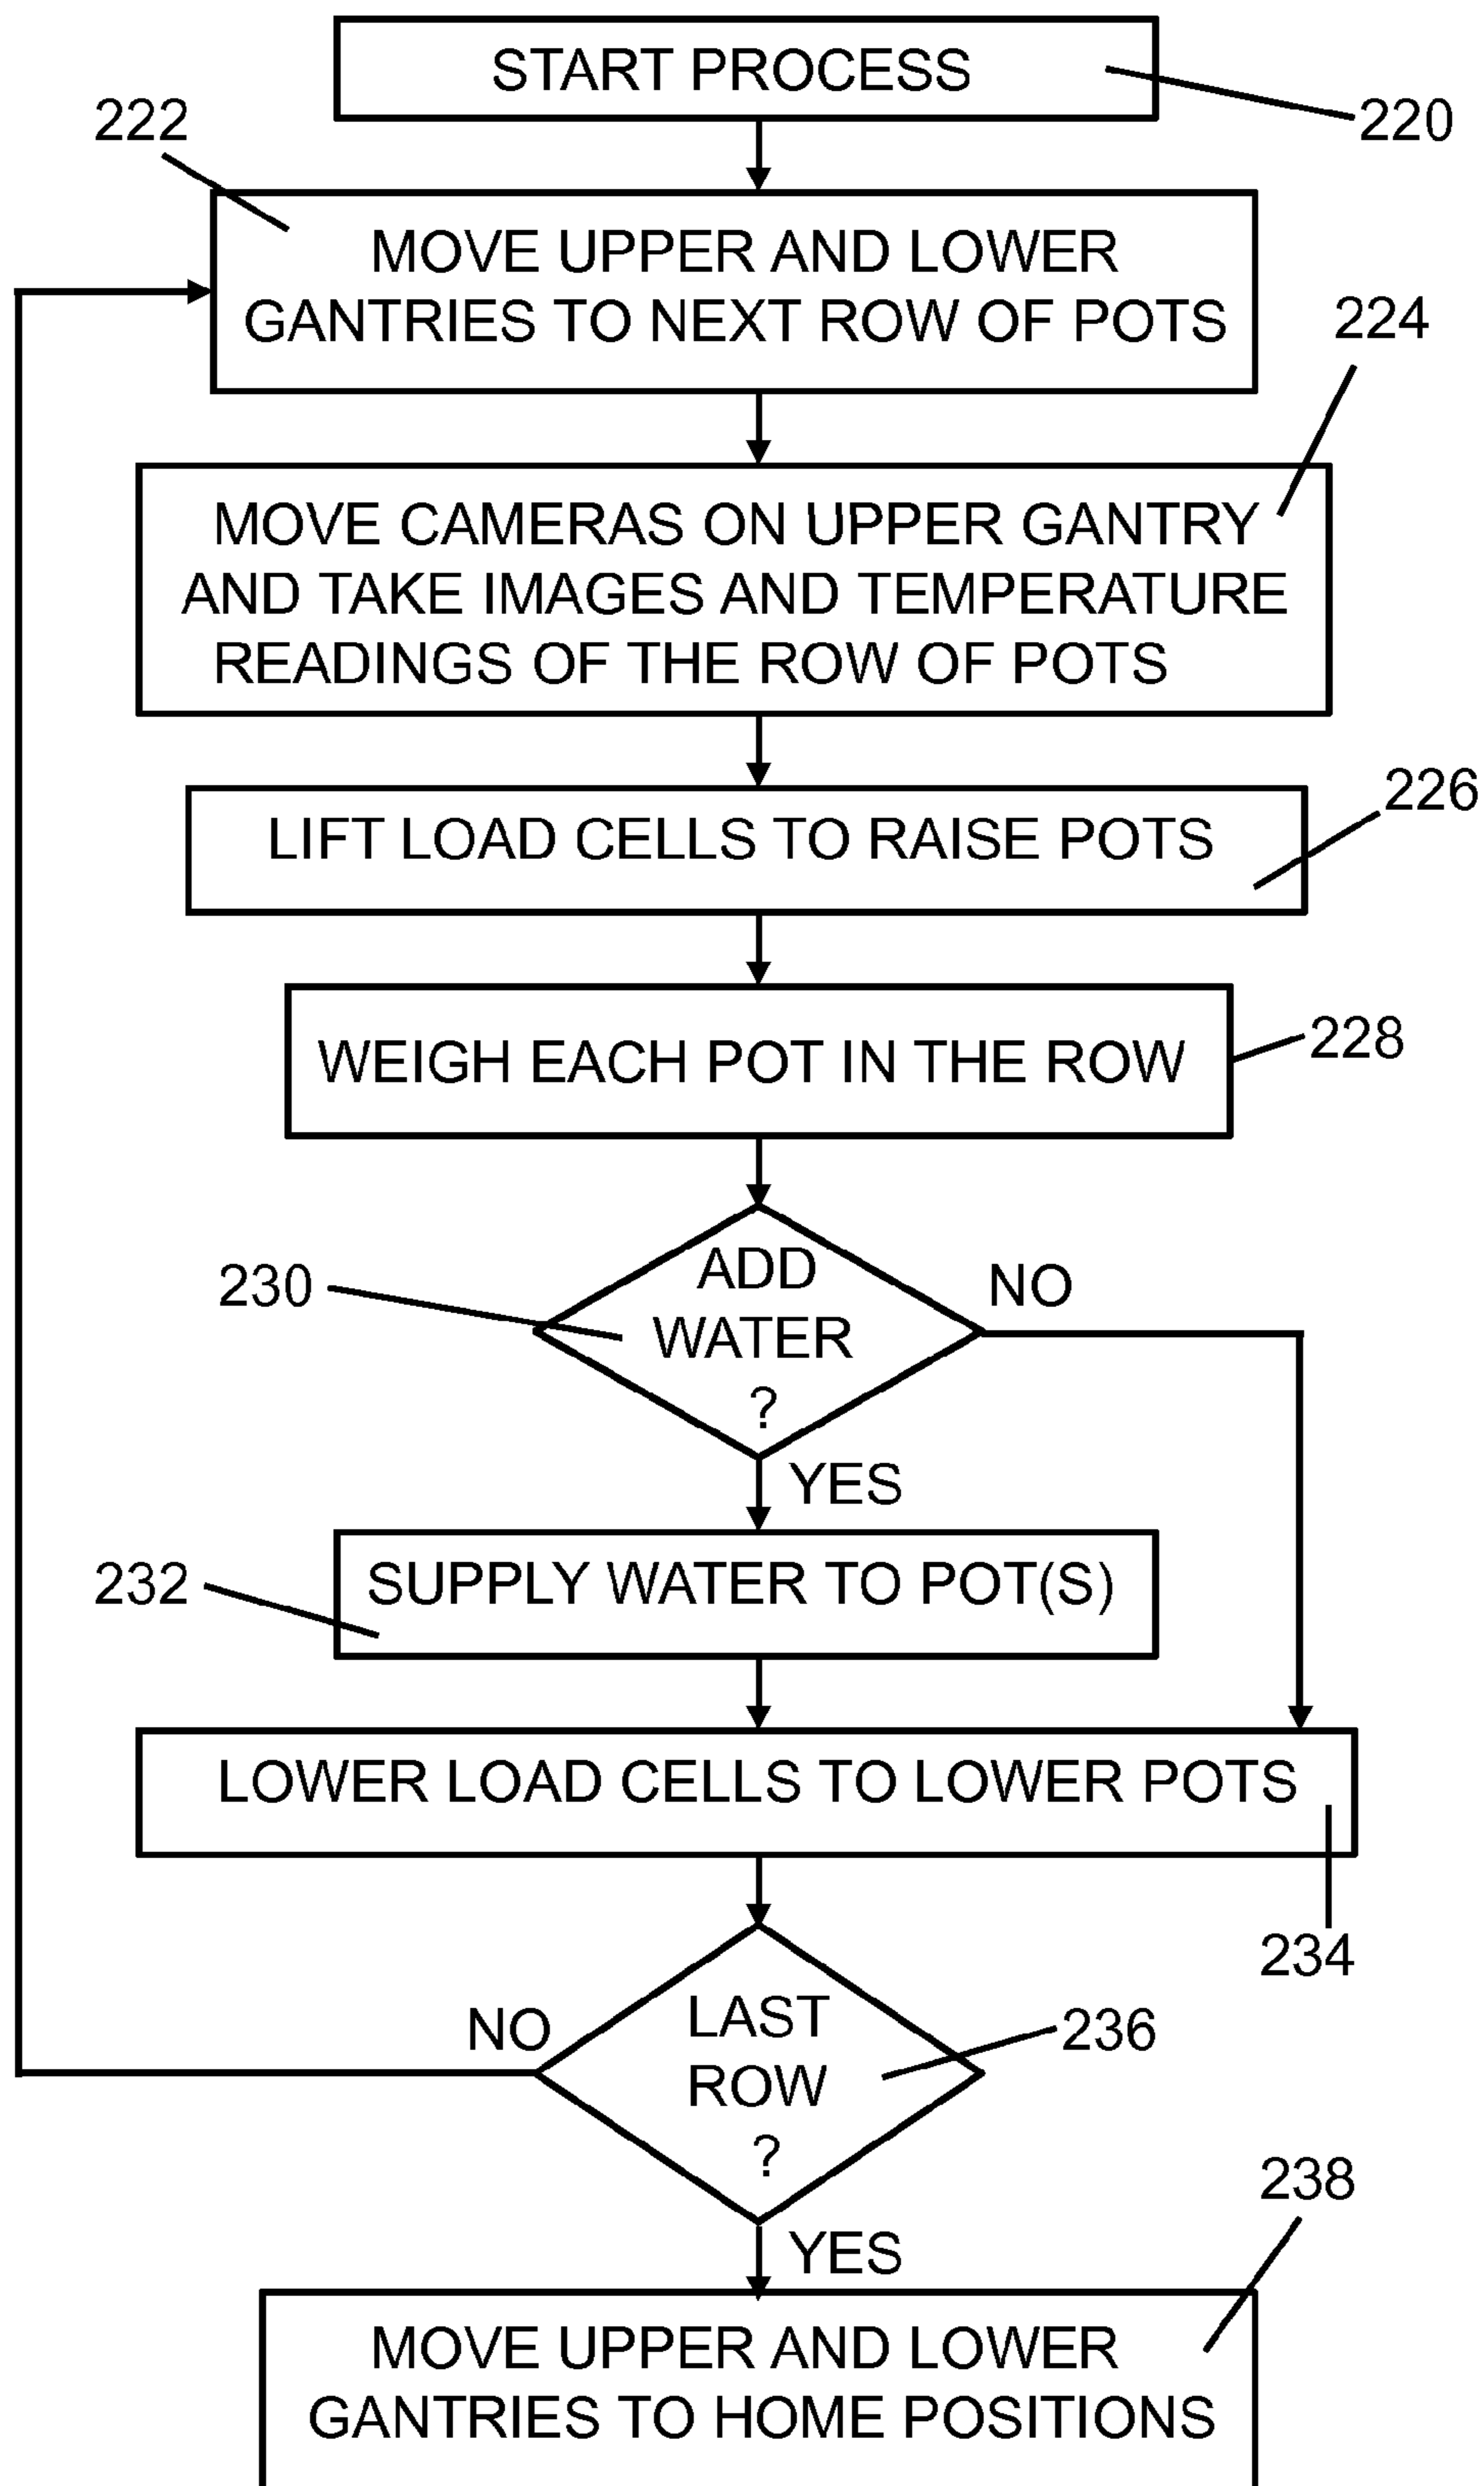 START PROCESS
220
222
MOVE UPPER AND LOWER
GANTRIES TO NEXT ROW OF POTS
224
MOVE CAMERAS ON UPPER GANTRY
AND TAKE IMAGES AND TEMPERATURE
READINGS OF THE ROW OF POTS
226
LIFT LOAD CELLS TO RAISE POTS
WEIGH EACH POT IN THE ROW
228
230
ADD
WATER
?
NO
YES
232
SUPPLY WATER TO POT(S)
LOWER LOAD CELLS TO LOWER POTS
234
NO
LAST
ROW
?
236
YES
238
MOVE UPPER AND LOWER
GANTRIES TO HOME POSITIONS